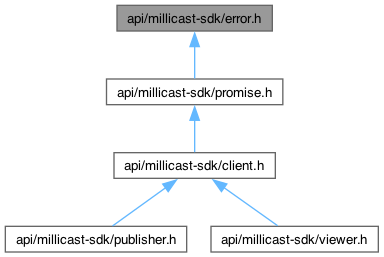 api/millicast-sdk/error.h
api/millicast-sdk/promise.h
api/millicast-sdk/client.h
api/millicast-sdk/publisher.h
api/millicast-sdk/viewer.h